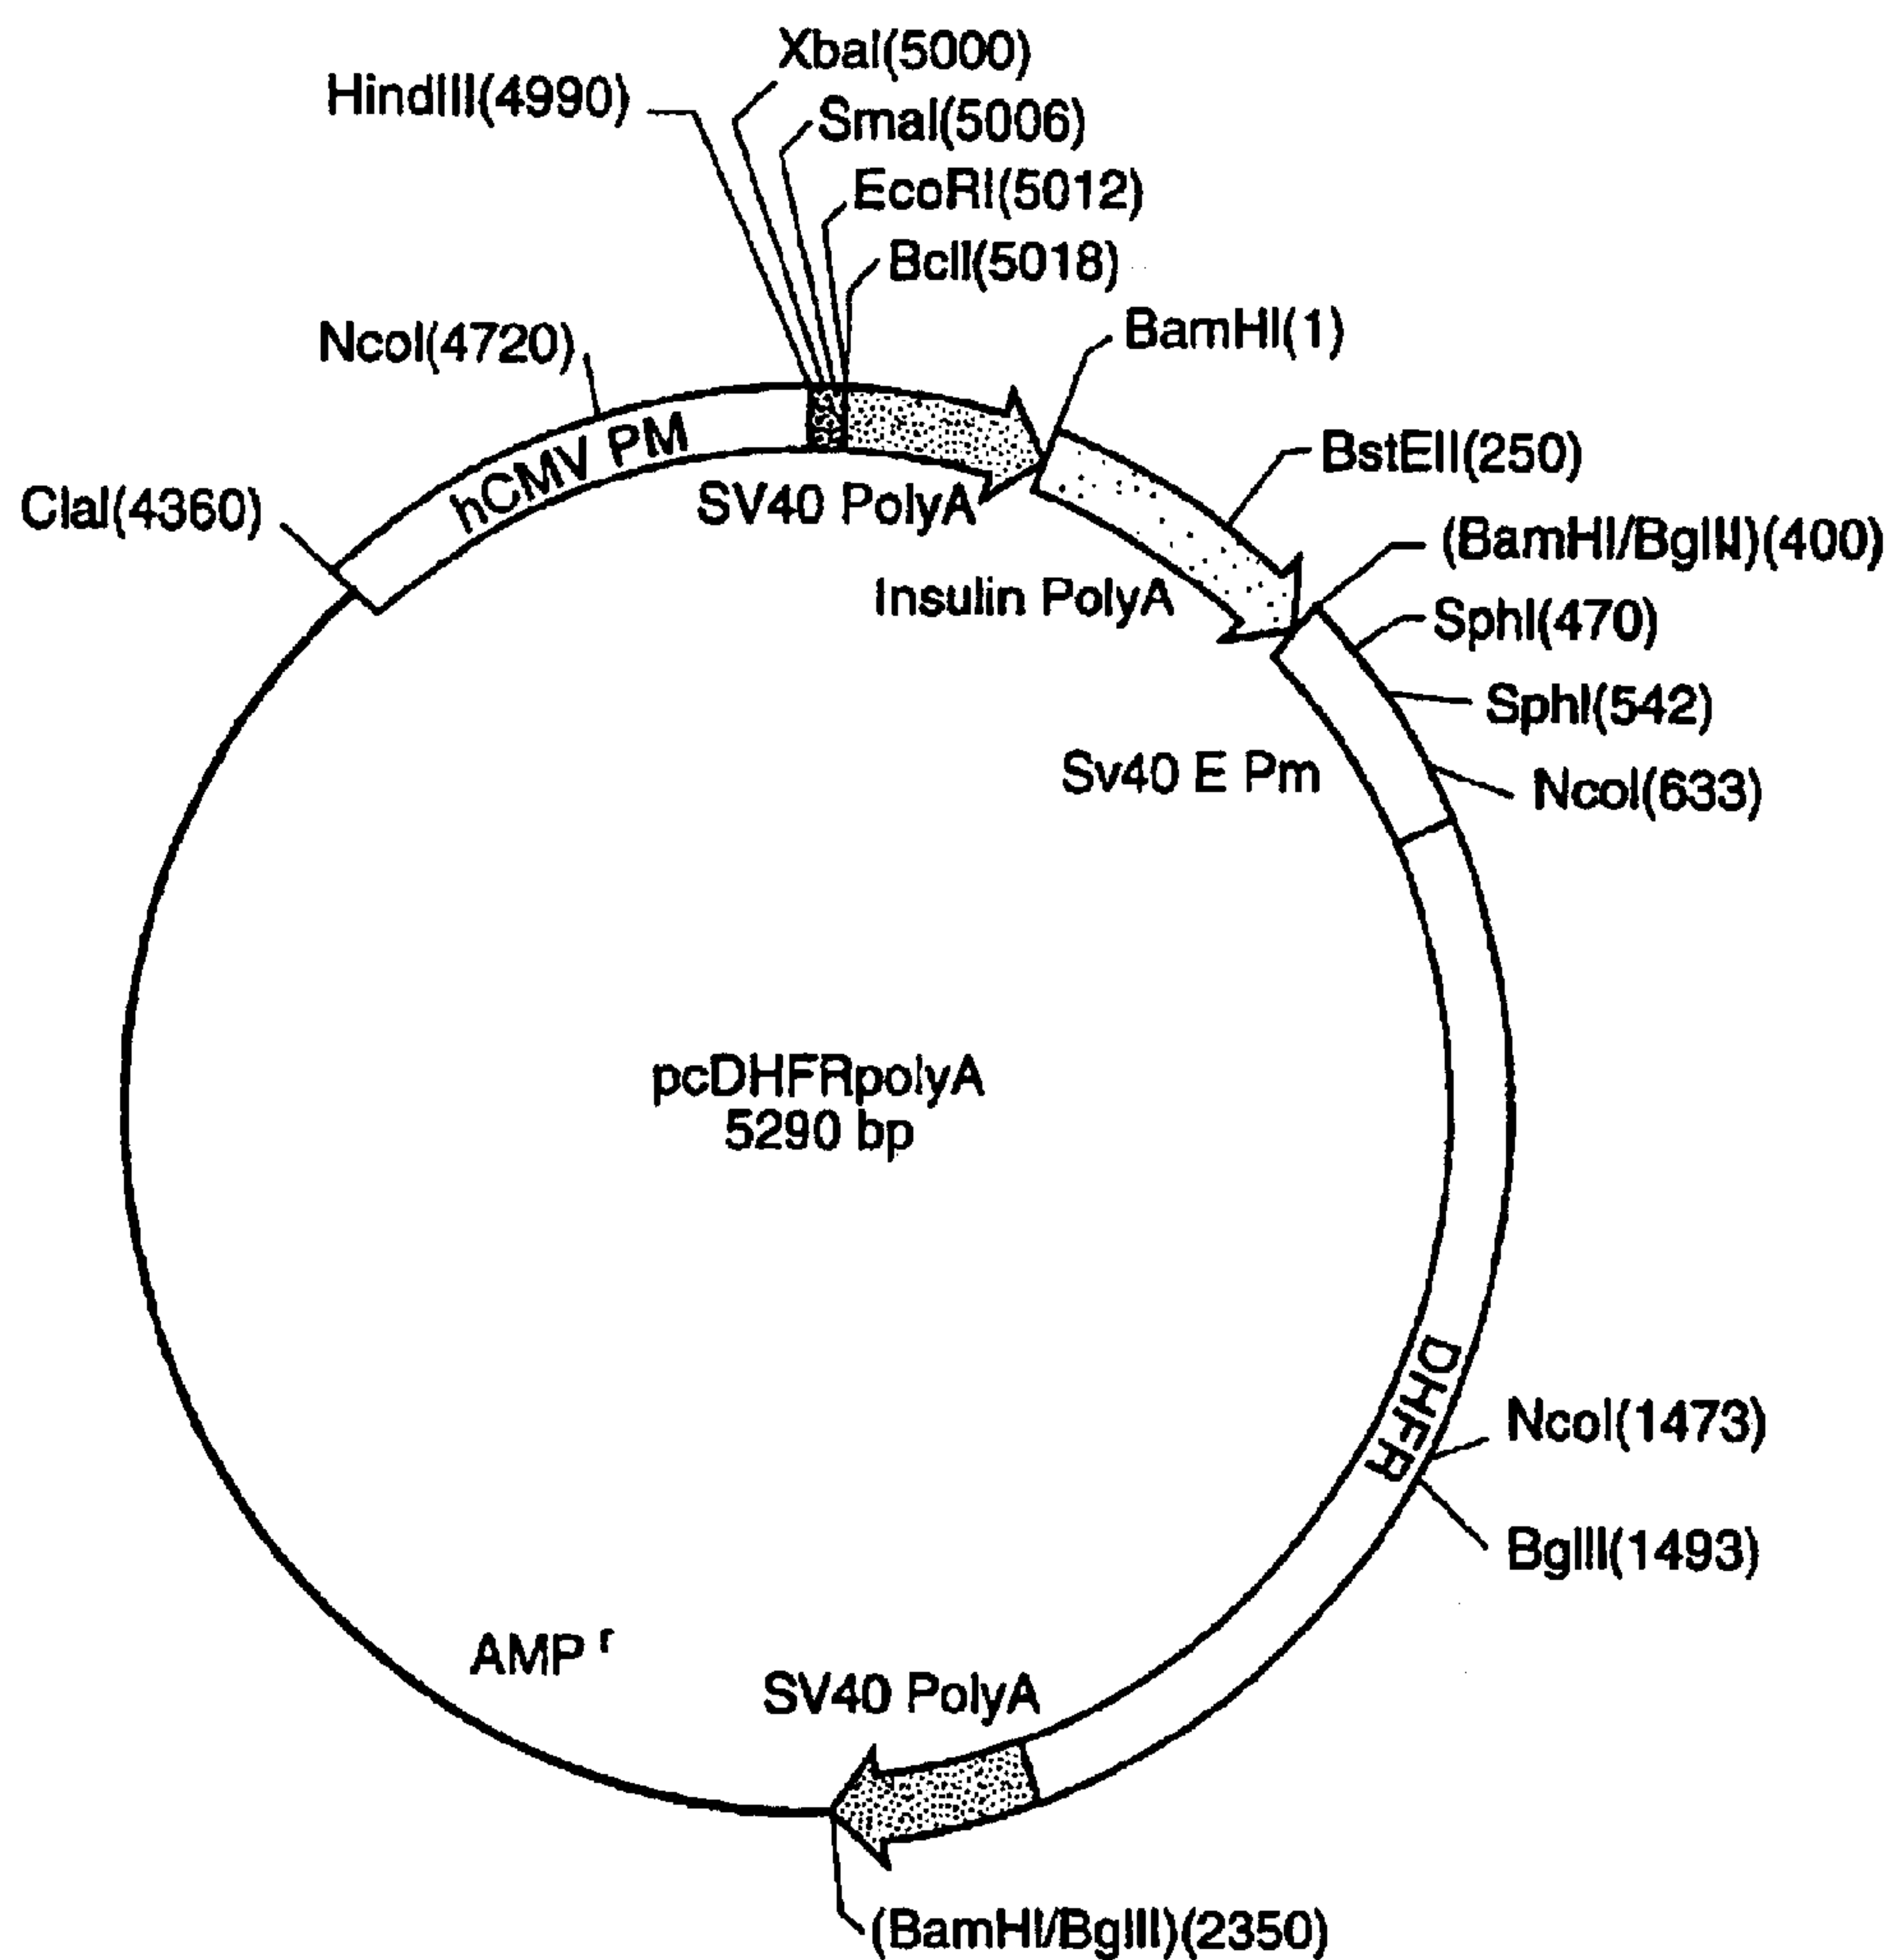 XbaI(5000)
HindIII(4990)
SmaI(5006)
EcoRI(5012)
BclI(5018)
NcoI(4720)
BamHI(1)
hCMV PM
BstEII(250)
ClaI(4360)
SV40 PolyA
(BamHI/BglII)(400)
Insulin PolyA
SphI(470)
SphI(542)
Sv40 E Pm
NcoI(633)
pcDHFRpolyA
5290 bp
DHFR
NcoI(1473)
BglII(1493)
AMP r
SV40 PolyA
(BamHI/BglII)(2350)